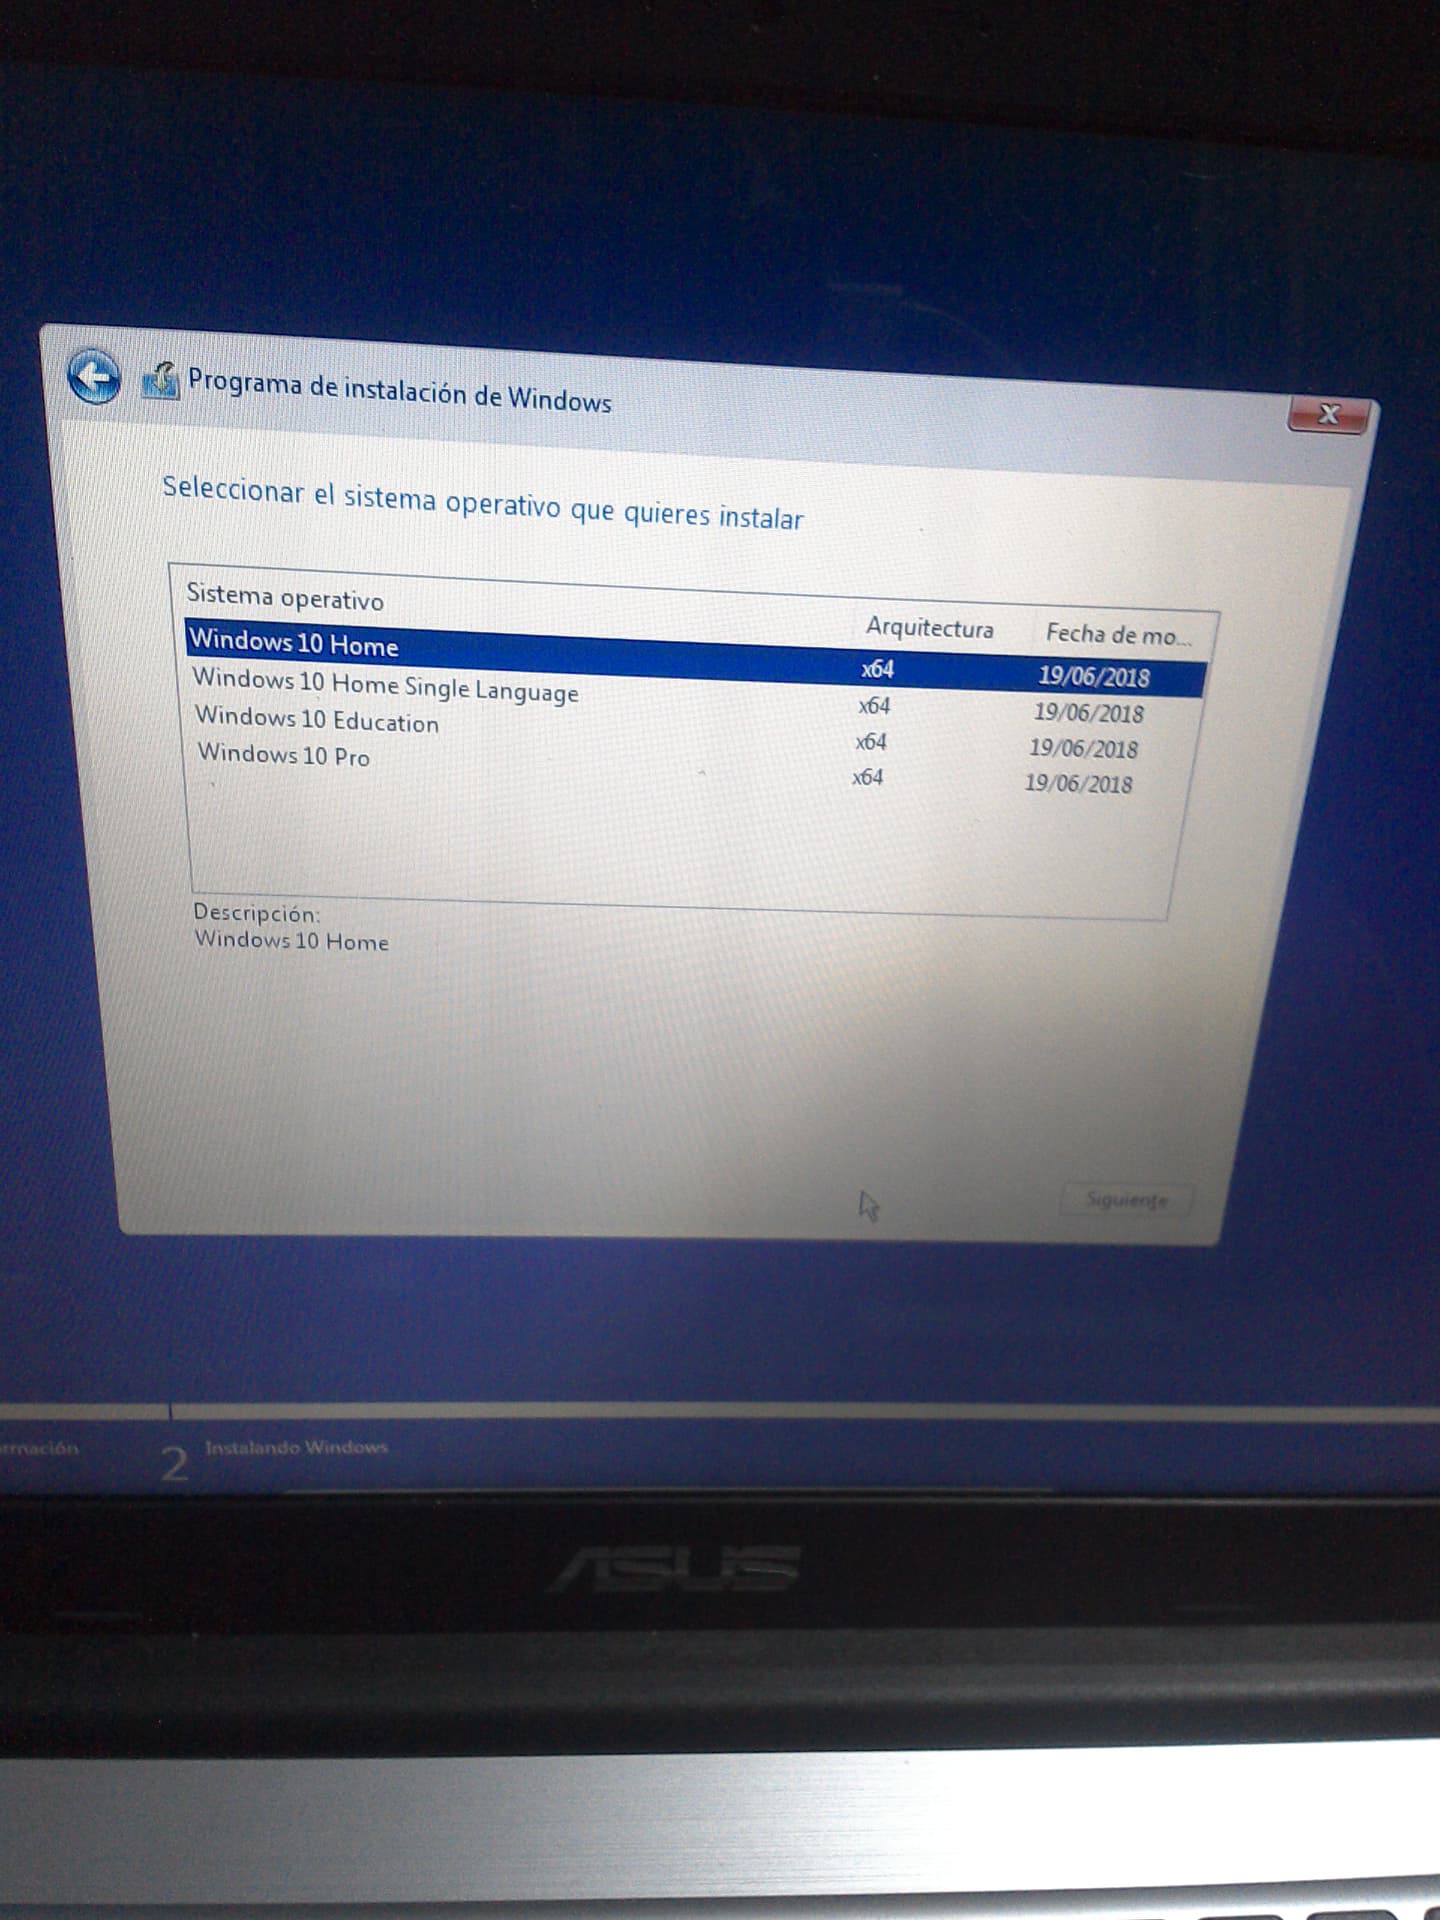 Programa de instalación de Windows
X
Seleccionar el sistema operativo que quieres instalar
Sistema operativo Arquitectura Fecha de mo...
Windows 10 Home x64 19/06/2018
Windows 10 Home Single Language x64 19/06/2018
Windows 10 Education x64 19/06/2018
Windows 10 Pro x64 19/06/2018
Descripción:
Windows 10 Home
Siguiente
2 Instalando Windows
ASUS